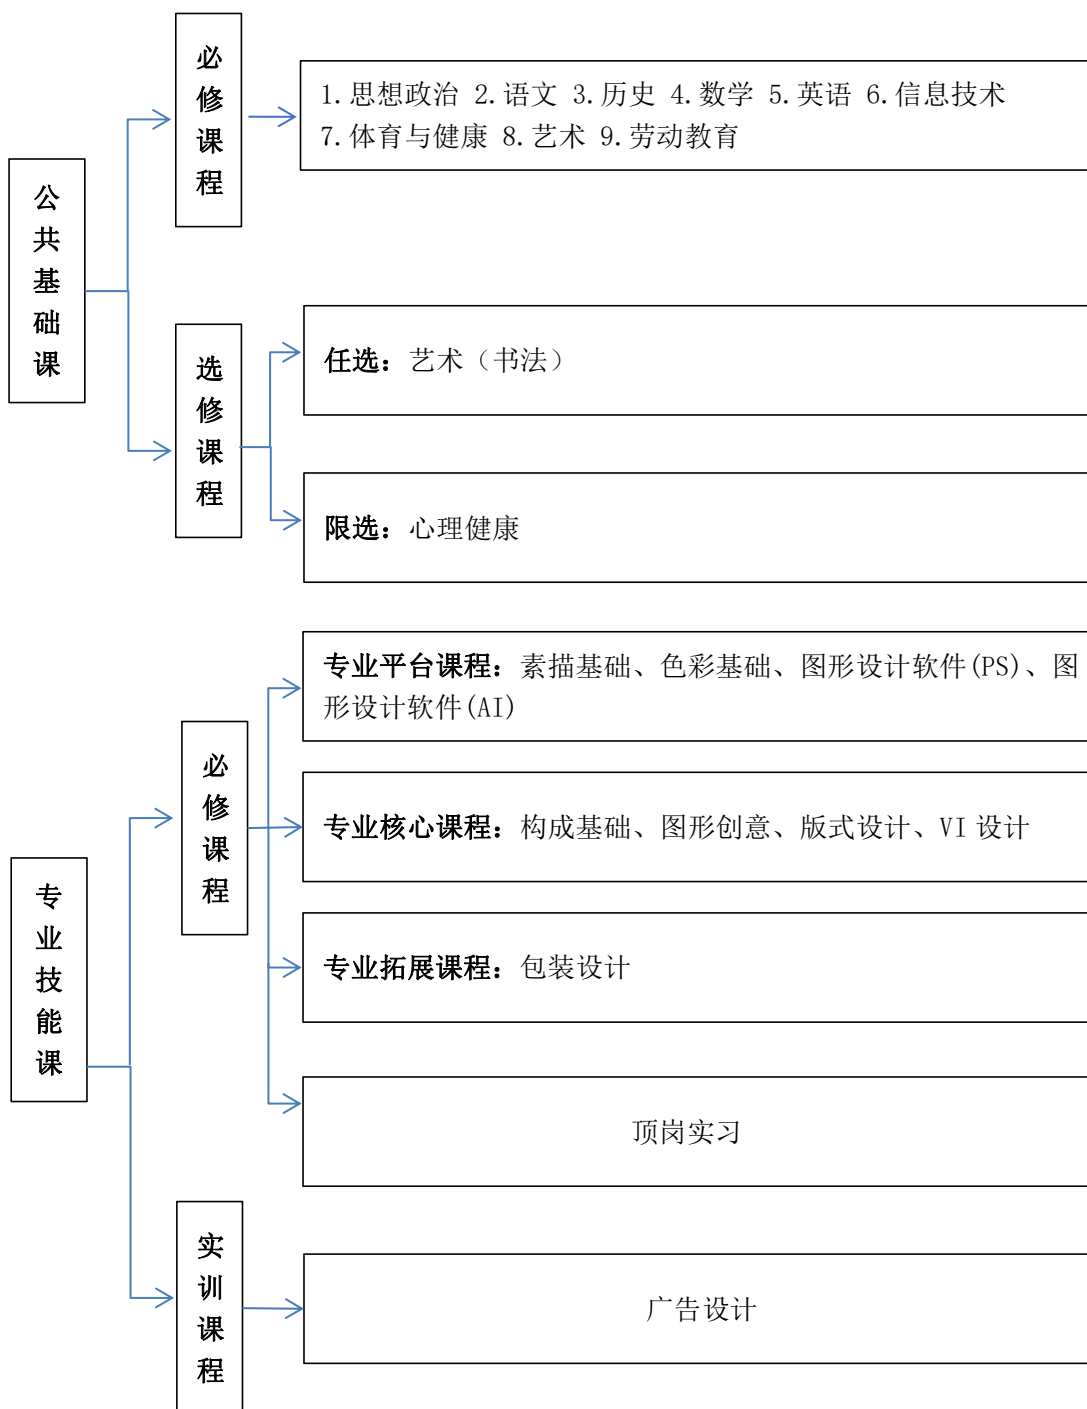 公共基础课
必修课程
1.思想政治 2.语文 3.历史 4.数学 5.英语 6.信息技术
7.体育与健康 8.艺术 9.劳动教育
选修课程
任选：艺术（书法）
限选：心理健康
专业技能课
必修课程
专业平台课程：素描基础、色彩基础、图形设计软件(PS)、图
形设计软件(AI)
专业核心课程：构成基础、图形创意、版式设计、VI 设计
专业拓展课程：包装设计
顶岗实习
实训课程
广告设计